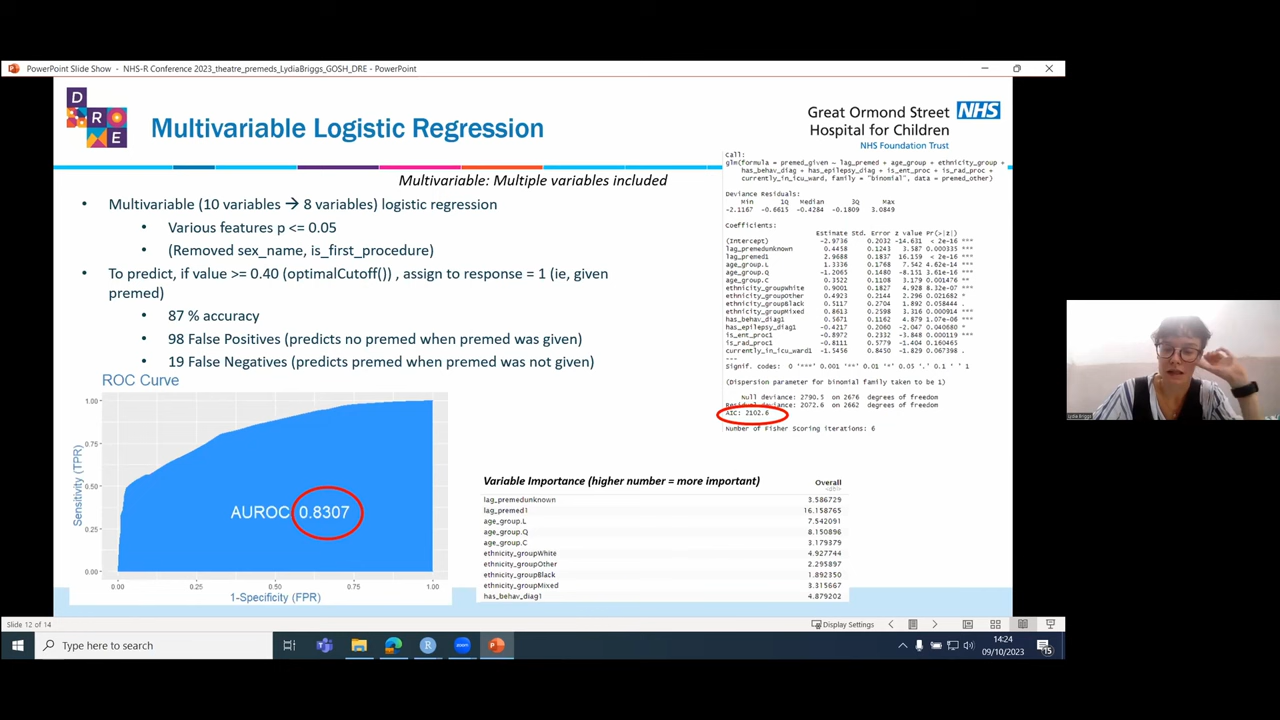 PowerPoint Slide Show - NHS-R Conference 2023_theatre_premeds_LydiaBriggs_GOSH_DRE - PowerPoint
D
R
E
Multivariable Logistic Regression
Great Ormond Street NHS
Hospital for Children
NHS Foundation Trust
Multivariable: Multiple variables included
• Multivariable (10 variables → 8 variables) logistic regression
• Various features p <= 0.05
• (Removed sex_name, is_first_procedure)
• To predict, if value >= 0.40 (optimalCutoff()) , assign to response = 1 (ie, given
premed)
• 87 % accuracy
• 98 False Positives (predicts no premed when premed was given)
• 19 False Negatives (predicts premed when premed was not given)
ROC Curve
1.00
0.75
0.50
0.25
0.00
Sensitivity (TPR)
AUROC: 0.8307
0.00 0.25 0.50 0.75 1.00
1-Specificity (FPR)
Call:
glm(formula = premed_given ~ lag_premed + age_group + ethnicity_group +
has_behav_diag + has_epilepsy_diag + is_ent_proc + is_rad_proc +
currently_in_icu_ward, family = "binomial", data = premed_other)
Deviance Residuals:
Min 1Q Median 3Q Max
-2.1167 -0.6615 -0.4284 -0.1809 3.0849
Coefficients:
Estimate Std. Error z value Pr(>|z|)
(Intercept) -2.9736 0.2032 -14.631 < 2e-16 ***
lag_premedunknown 0.4458 0.1243 3.587 0.000335 ***
lag_premed1 2.9688 0.1837 16.159 < 2e-16 ***
age_group.L 1.3336 0.1768 7.542 4.62e-14 ***
age_group.Q -1.2065 0.1480 -8.151 3.61e-16 ***
age_group.C 0.3522 0.1108 3.179 0.001476 **
ethnicity_groupWhite 0.9001 0.1827 4.928 8.32e-07 ***
ethnicity_groupOther 0.4923 0.2144 2.296 0.021682 *
ethnicity_groupBlack 0.5117 0.2704 1.892 0.058444 .
ethnicity_groupMixed 0.8613 0.2598 3.316 0.000914 ***
has_behav_diag1 0.5671 0.1162 4.879 1.07e-06 ***
has_epilepsy_diag1 -0.4217 0.2060 -2.047 0.040680 *
is_ent_proc1 -0.8972 0.2332 -3.848 0.000119 ***
is_rad_proc1 -0.8111 0.5779 -1.404 0.160465
currently_in_icu_ward1 -1.5456 0.8450 -1.829 0.067398 .
---
Signif. codes: 0 '***' 0.001 '**' 0.01 '*' 0.05 '.' 0.1 ' ' 1
(Dispersion parameter for binomial family taken to be 1)
Null deviance: 2790.5 on 2676 degrees of freedom
Residual deviance: 2072.6 on 2662 degrees of freedom
AIC: 2102.6
Number of Fisher Scoring iterations: 6
Variable Importance (higher number = more important) Overall
<dbl>
lag_premedunknown 3.586729
lag_premed1 16.158765
age_group.L 7.542091
age_group.Q 8.150896
age_group.C 3.179379
ethnicity_groupWhite 4.927744
ethnicity_groupOther 2.295897
ethnicity_groupBlack 1.892350
ethnicity_groupMixed 3.315667
has_behav_diag1 4.879202
Lydia Briggs
Slide 12 of 14
Display Settings
Type here to search
14:24
09/10/2023
15